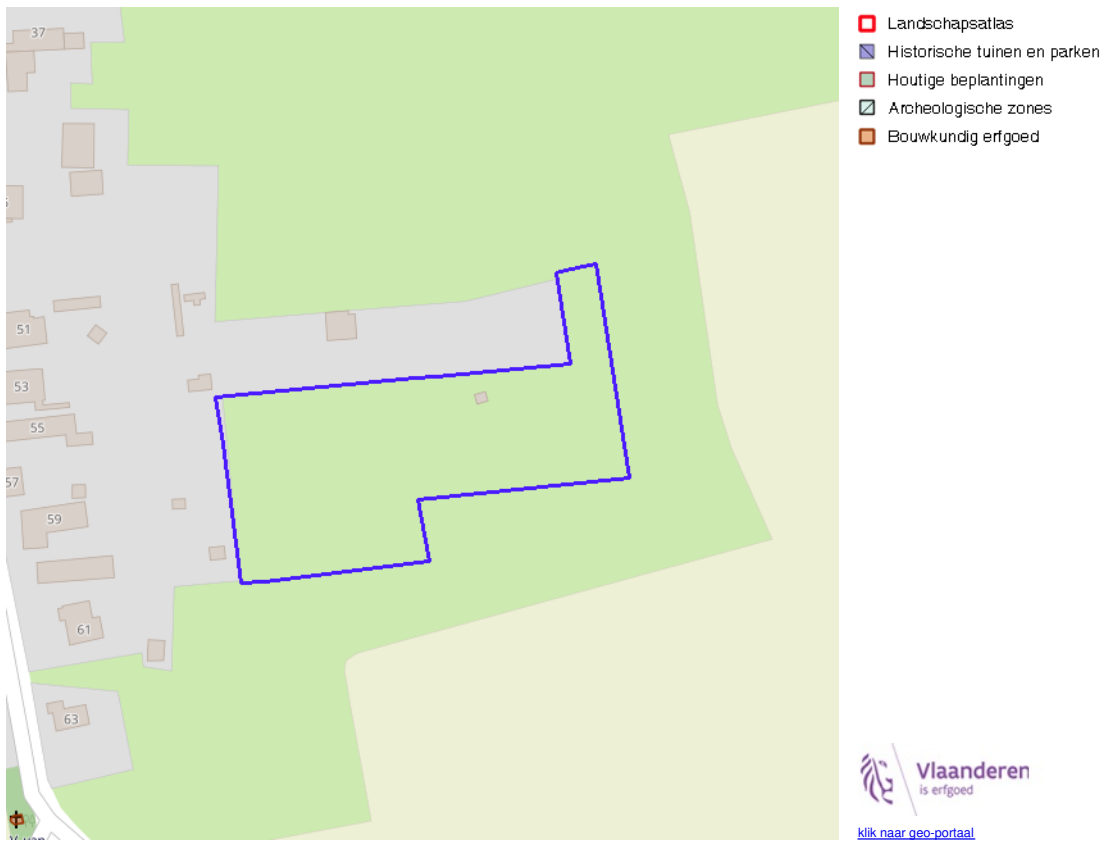 37
Landschapsatlas
Historische tuinen en parken
Houtige beplantingen
Archeologische zones
Bouwkundig erfgoed
51
53
55
57
59
61
63
Vlaanderen
is erfgoed
klik naar geo-portaal